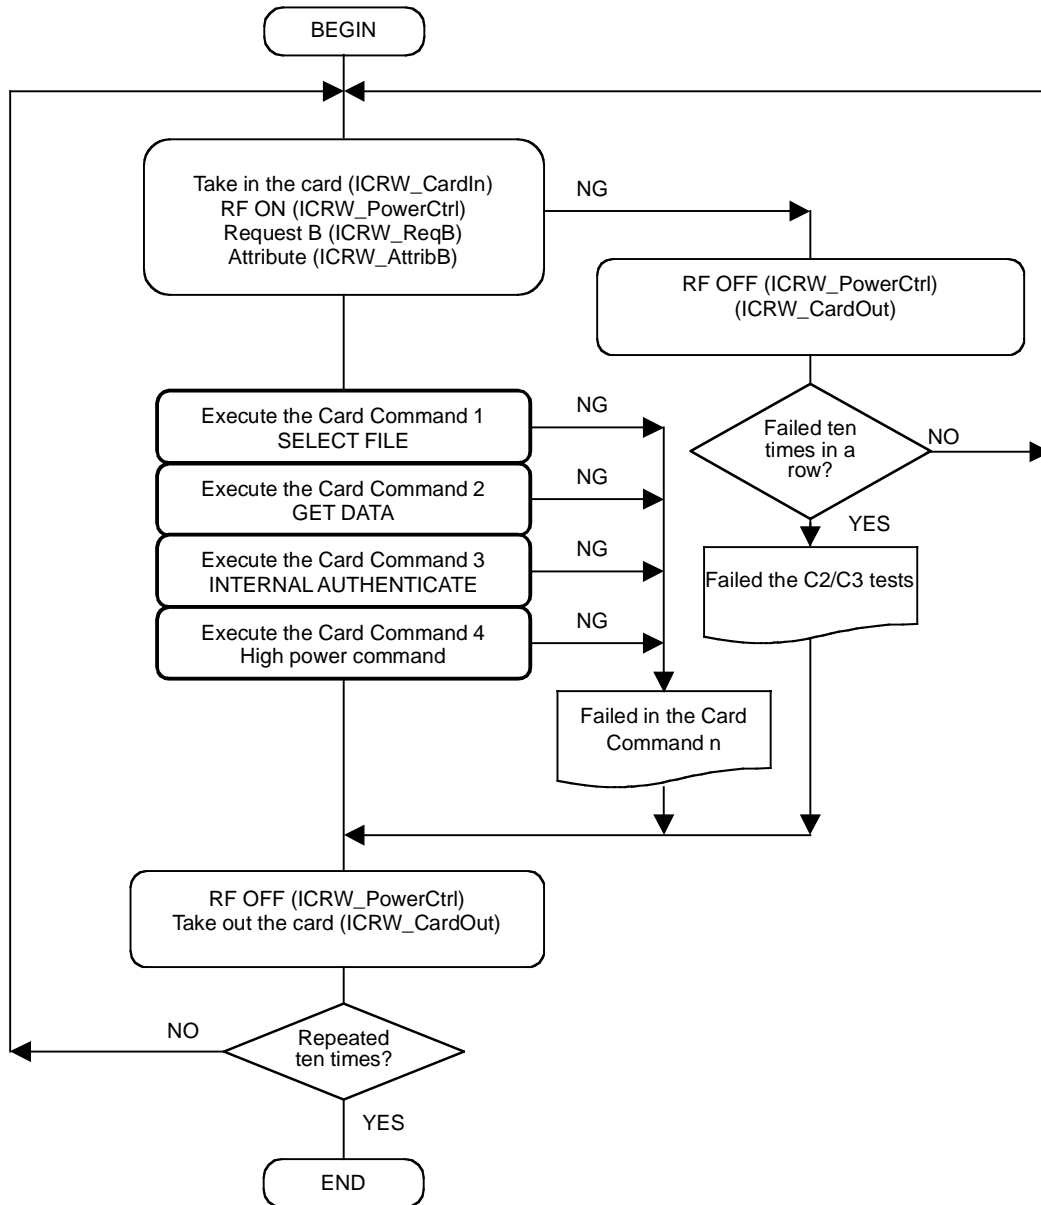 BEGIN
Take in the card (ICRW_CardIn)
RF ON (ICRW_PowerCtrl)
Request B (ICRW_ReqB)
Attribute (ICRW_AttribB)
NG
RF OFF (ICRW_PowerCtrl)
(ICRW_CardOut)
Failed ten
times in a
row?
NO
YES
Failed the C2/C3 tests
Execute the Card Command 1
SELECT FILE
NG
Execute the Card Command 2
GET DATA
NG
Execute the Card Command 3
INTERNAL AUTHENTICATE
NG
Execute the Card Command 4
High power command
NG
Failed in the Card
Command n
RF OFF (ICRW_PowerCtrl)
Take out the card (ICRW_CardOut)
Repeated
ten times?
NO
YES
END